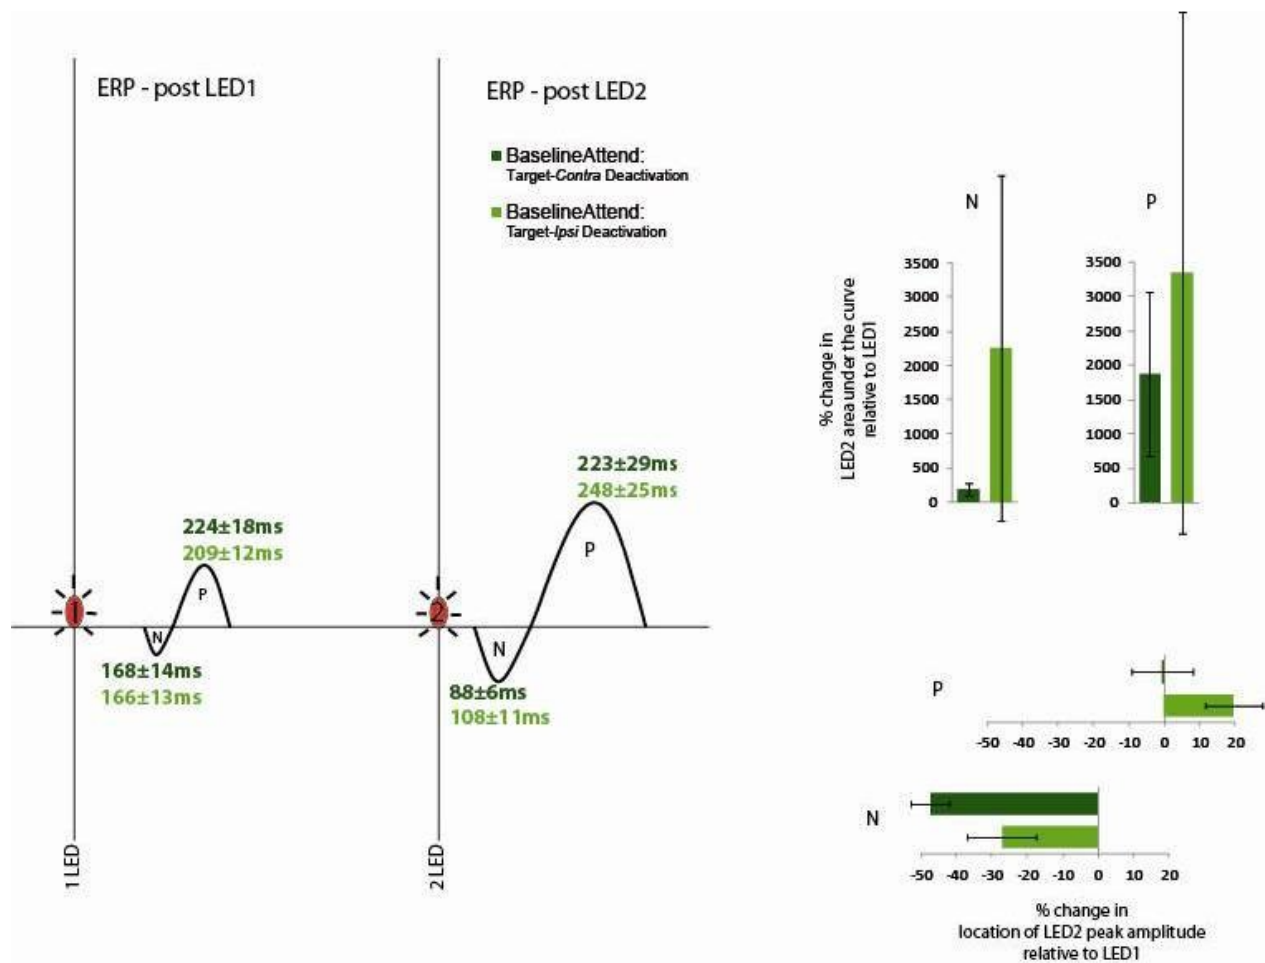 ERP - post LED1
ERP - post LED2
BaselineAttend:
Target-Contra Deactivation
BaselineAttend:
Target-Ipsi Deactivation
224±18ms
209±12ms
P
1
N
168±14ms
166±13ms
223±29ms
248±25ms
P
2
N
88±6ms
108±11ms
1 LED
2 LED
N
P
% change in
LED2 area under the curve
relative to LED1
3500
3000
2500
2000
1500
1000
500
0
3500
3000
2500
2000
1500
1000
500
0
P
-50 -40 -30 -20 -10 0 10 20
N
-50 -40 -30 -20 -10 0 10 20
% change in
location of LED2 peak amplitude
relative to LED1